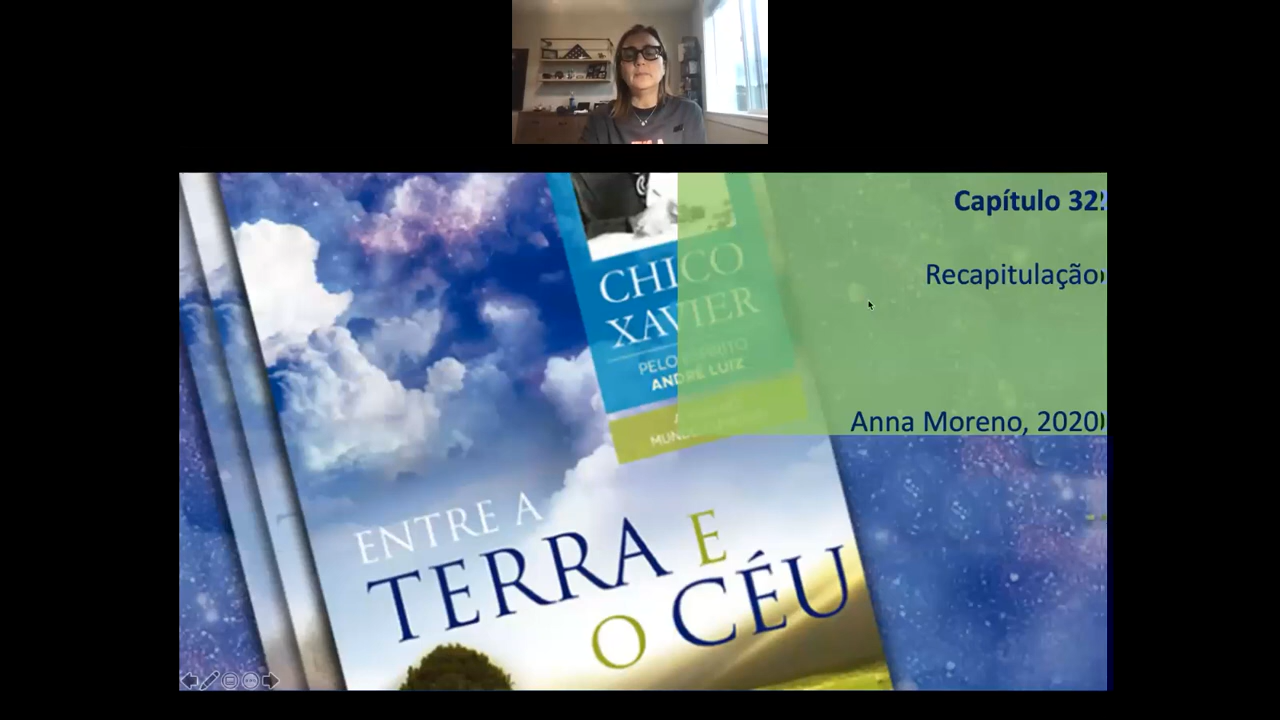 Capítulo 32
Recapitulação
Anna Moreno, 2020
CHICO
XAVIER
PELO ESPÍRITO
ANDRÉ LUIZ
ENTRE A
TERRA E
O CÉU